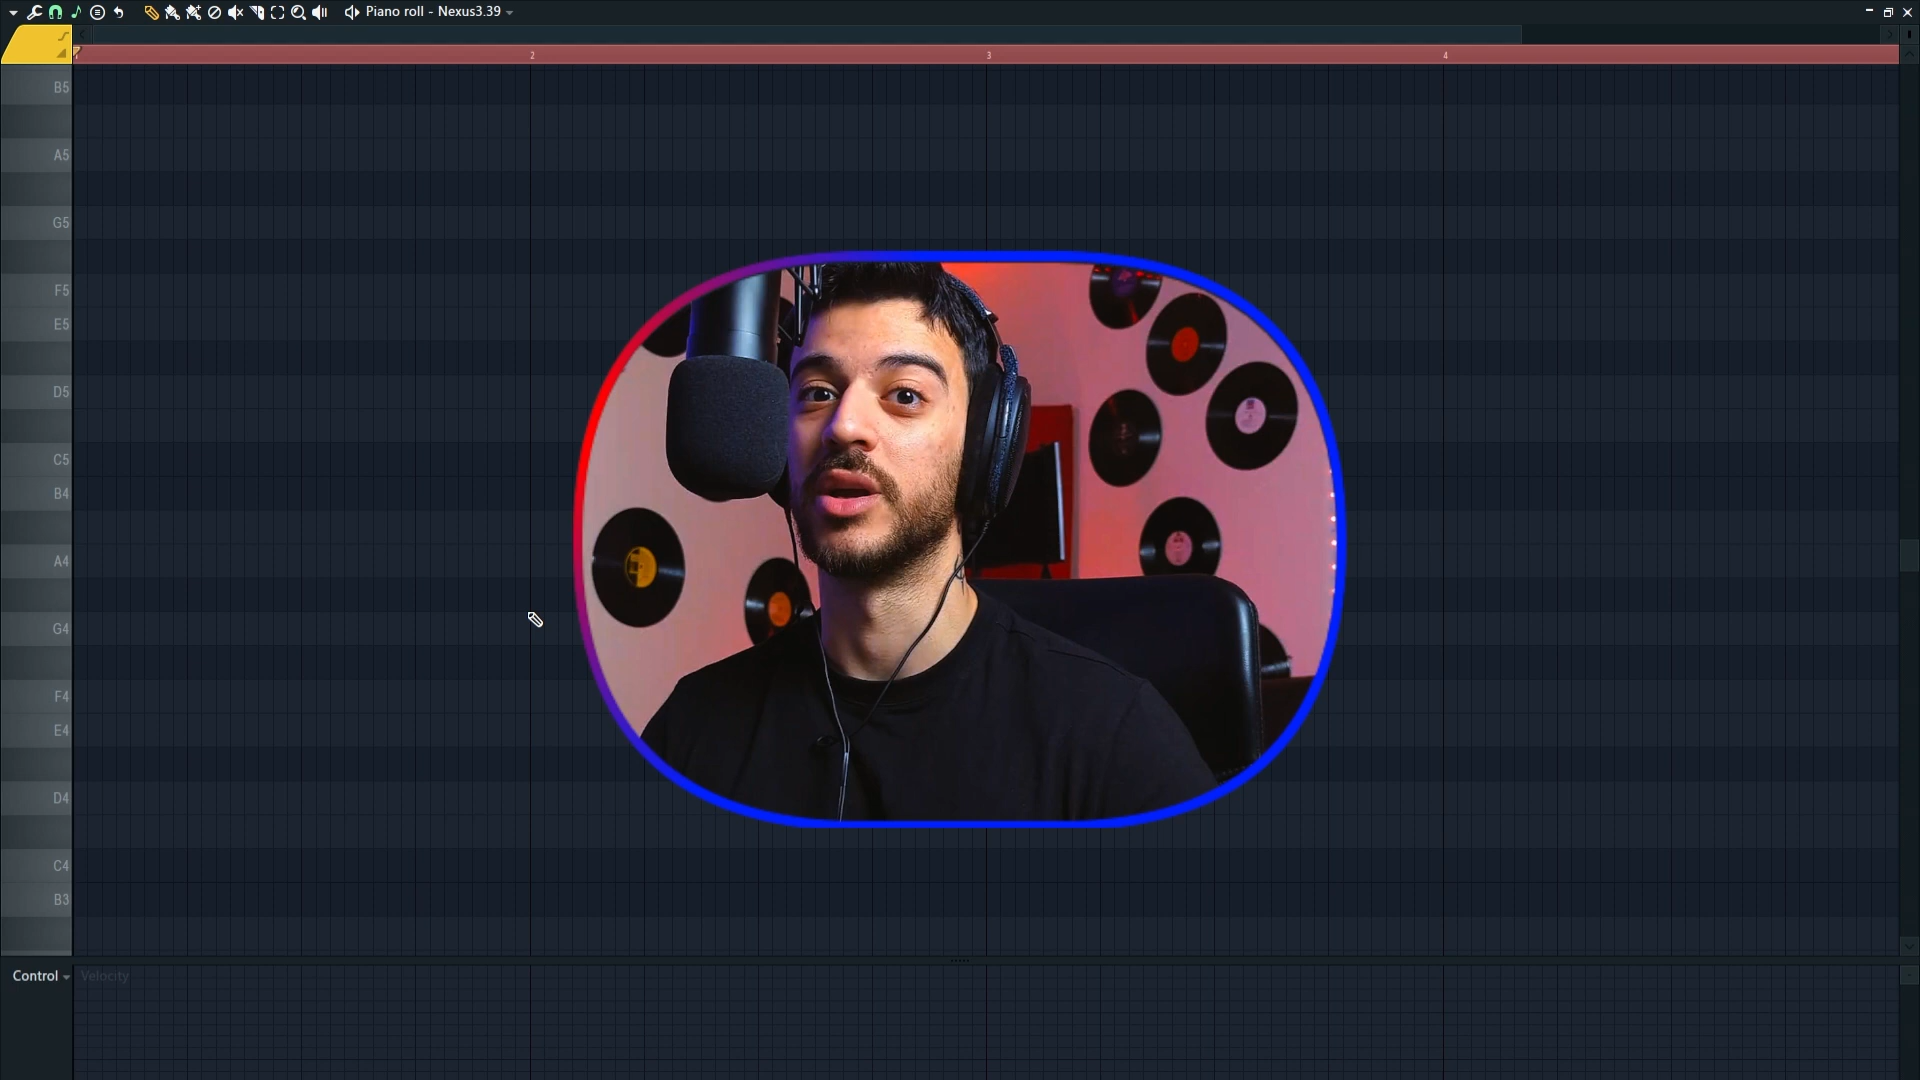 Piano roll - Nexus3.39
2
3
4
B5
A5
G5
F5
E5
D5
C5
B4
A4
G4
F4
E4
D4
C4
B3
Control
Velocity